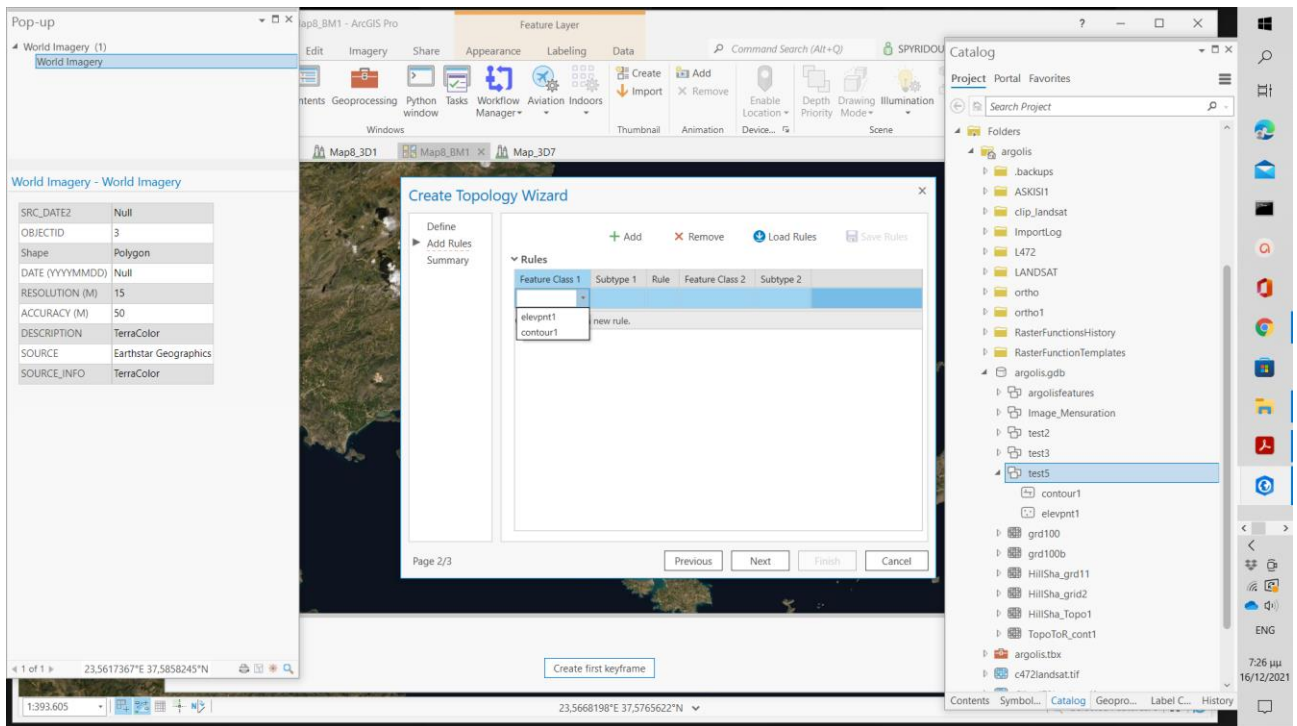 Pop-up
World Imagery (1)
World Imagery
World Imagery - World Imagery
SRC_DATE2 Null
OBJECTID 3
Shape Polygon
DATE (YYYYMMDD) Null
RESOLUTION (M) 15
ACCURACY (M) 50
DESCRIPTION TerraColor
SOURCE Earthstar Geographics
SOURCE_INFO TerraColor
1 of 1 23,5617367°E 37,5858245°N
Map8_BM1 - ArcGIS Pro
Feature Layer
Edit Imagery Share Appearance Labeling Data
Command Search (Alt+Q)
SPYRIDOU
Geoprocessing Python window Tasks Workflow Manager Aviation Indoors
Create
Import
Add
Remove
Enable Location
Depth Priority Drawing Mode Illumination
Windows Thumbnail Animation Device... Scene
Map8_3D1 Map8_BM1 Map_3D7
Create Topology Wizard
Define
Add Rules
Summary
Add Remove Load Rules Save Rules
Rules
Feature Class 1 Subtype 1 Rule Feature Class 2 Subtype 2
elevpnt1
contour1
new rule.
Page 2/3 Previous Next Finish Cancel
Create first keyframe
1:393.605
23,5668198°E 37,5765622°N
Catalog
Project Portal Favorites
Search Project
Folders
argolis
.backups
ASKISI1
clip_landsat
ImportLog
L472
LANDSAT
ortho
ortho1
RasterFunctionsHistory
RasterFunctionTemplates
argolis.gdb
argolisfeatures
Image_Mensuration
test2
test3
test5
contour1
elevpnt1
grd100
grd100b
HillSha_grd11
HillSha_grid2
HillSha_Topo1
TopoToR_cont1
argolis.tbx
c472landsat.tif
Contents Symbol... Catalog Geopro... Label C... History
ENG
7:26 μμ
16/12/2021